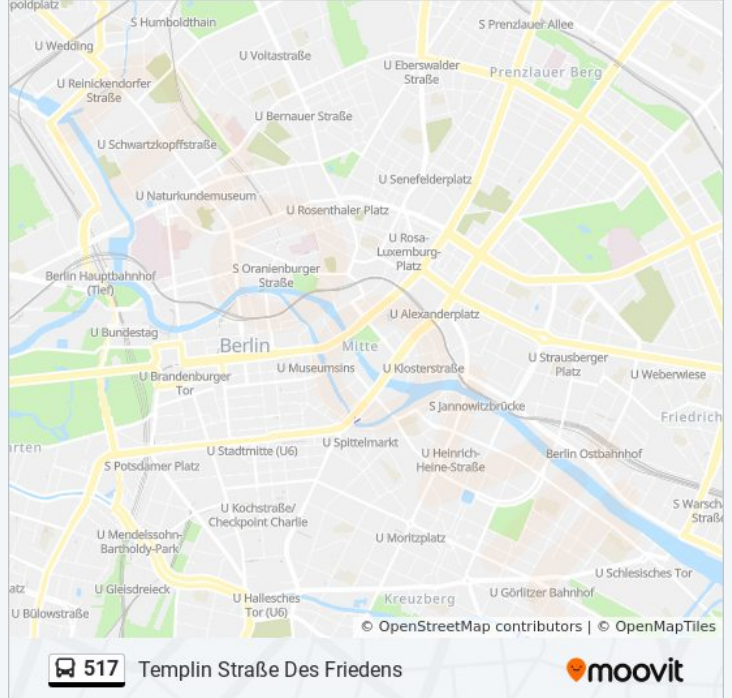 poldplatz
S Humboldthain
S Prenzlauer Allee
U Wedding
U Voltastraße
U Eberswalder
Straße
Prenzlauer Berg
U Reinickendorfer
Straße
U Bernauer Straße
U Schwartzkopffstraße
U Senefelderplatz
U Naturkundemuseum
U Rosenthaler Platz
U Rosa-
Luxemburg-
Platz
S Oranienburger
Straße
Berlin Hauptbahnhof
(Tief)
U Alexanderplatz
U Bundestag
Berlin
Mitte
U Museumsins
U Klosterstraße
U Strausberger
Platz
U Weberwiese
U Brandenburger
Tor
S Jannowitzbrücke
Friedrich
U Spittelmarkt
rten
U Stadtmitte (U6)
U Heinrich-
Heine-Straße
Berlin Ostbahnhof
S Potsdamer Platz
S Warsch
Straße
U Kochstraße/
Checkpoint Charlie
U Mendelssohn-
Bartholdy-Park
U Moritzplatz
U Schlesisches Tor
atz
U Gleisdreieck
U Görlitzer Bahnhof
U Hallesches
Tor (U6)
Kreuzberg
U Bülowstraße
© OpenStreetMap contributors | © OpenMapTiles
517 Templin Straße Des Friedens
moovit